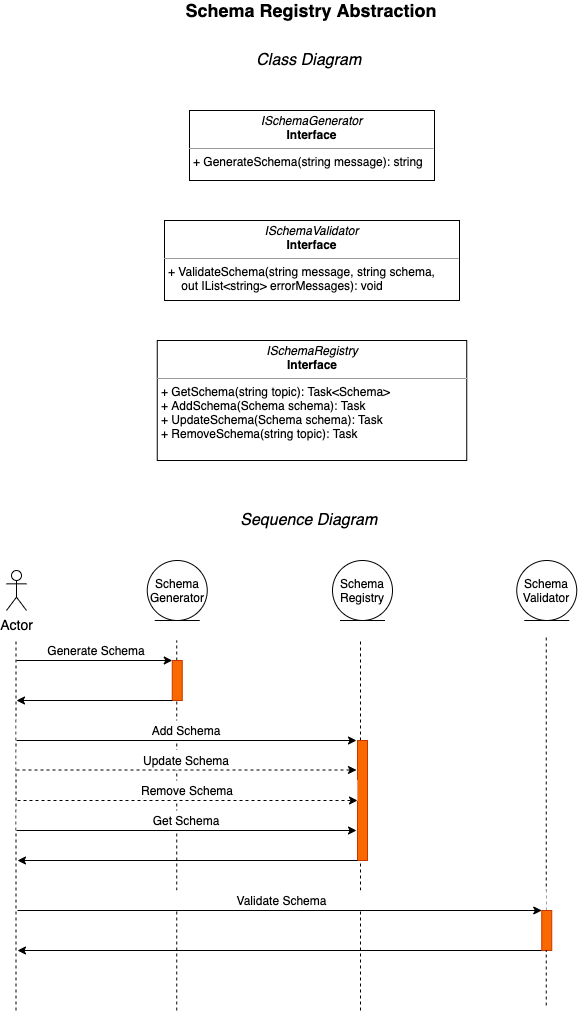 Schema Registry Abstraction
Class Diagram
ISchemaGenerator
Interface
+ GenerateSchema(string message): string
ISchemaValidator
Interface
+ ValidateSchema(string message, string schema,
out IList<string> errorMessages): void
ISchemaRegistry
Interface
+ GetSchema(string topic): Task<Schema>
+ AddSchema(Schema schema): Task
+ UpdateSchema(Schema schema): Task
+ RemoveSchema(string topic): Task
Sequence Diagram
Actor
Schema
Generator
Schema
Registry
Schema
Validator
Generate Schema
Add Schema
Update Schema
Remove Schema
Get Schema
Validate Schema